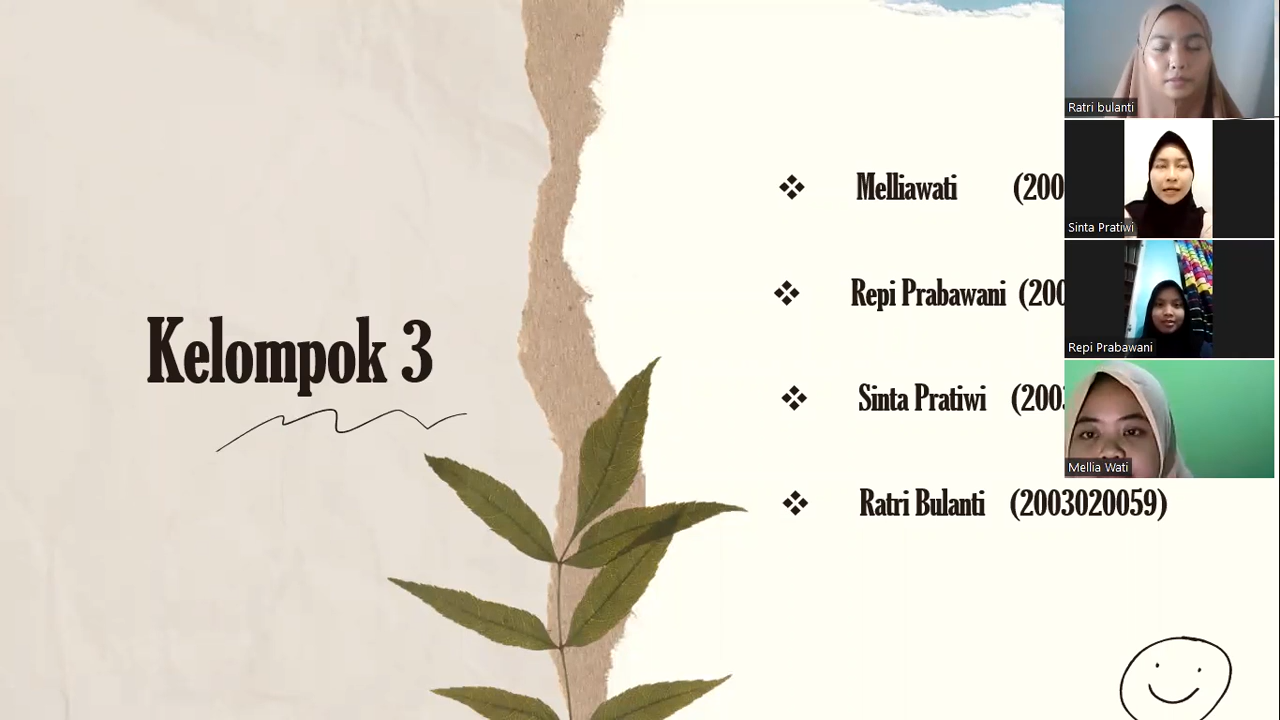 Kelompok 3
❖ Melliawati (200
❖ Repi Prabawani (200
❖ Sinta Pratiwi (200
❖ Ratri Bulanti (2003020059)
Ratri bulanti
Sinta Pratiwi
Repi Prabawani
Mellia Wati